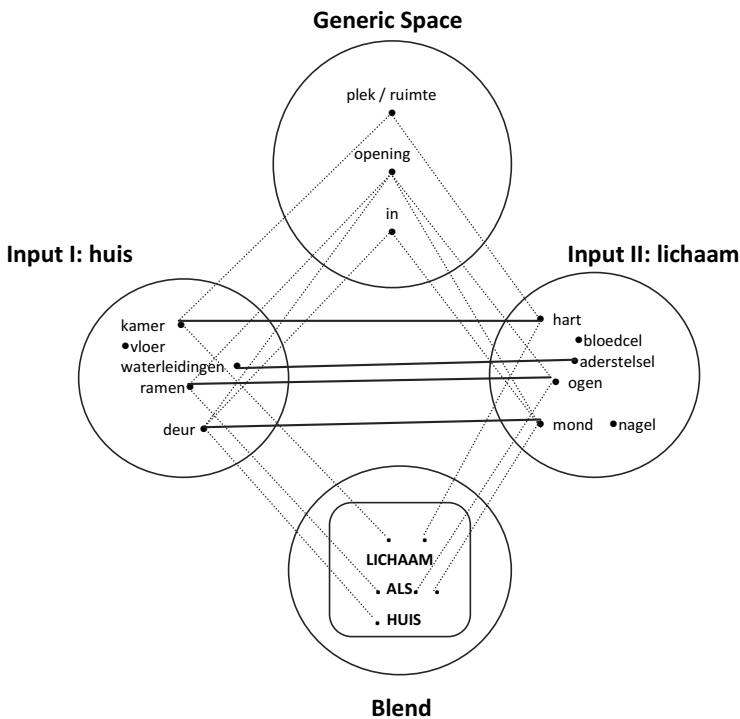 Generic Space
plek / ruimte
opening
in
Input I: huis
Input II: lichaam
kamer
vloer
waterleidingen
ramen
deur
hart
bloedcel
aderstelsel
ogen
mond
nagel
LICHAAM
ALS
HUIS
Blend